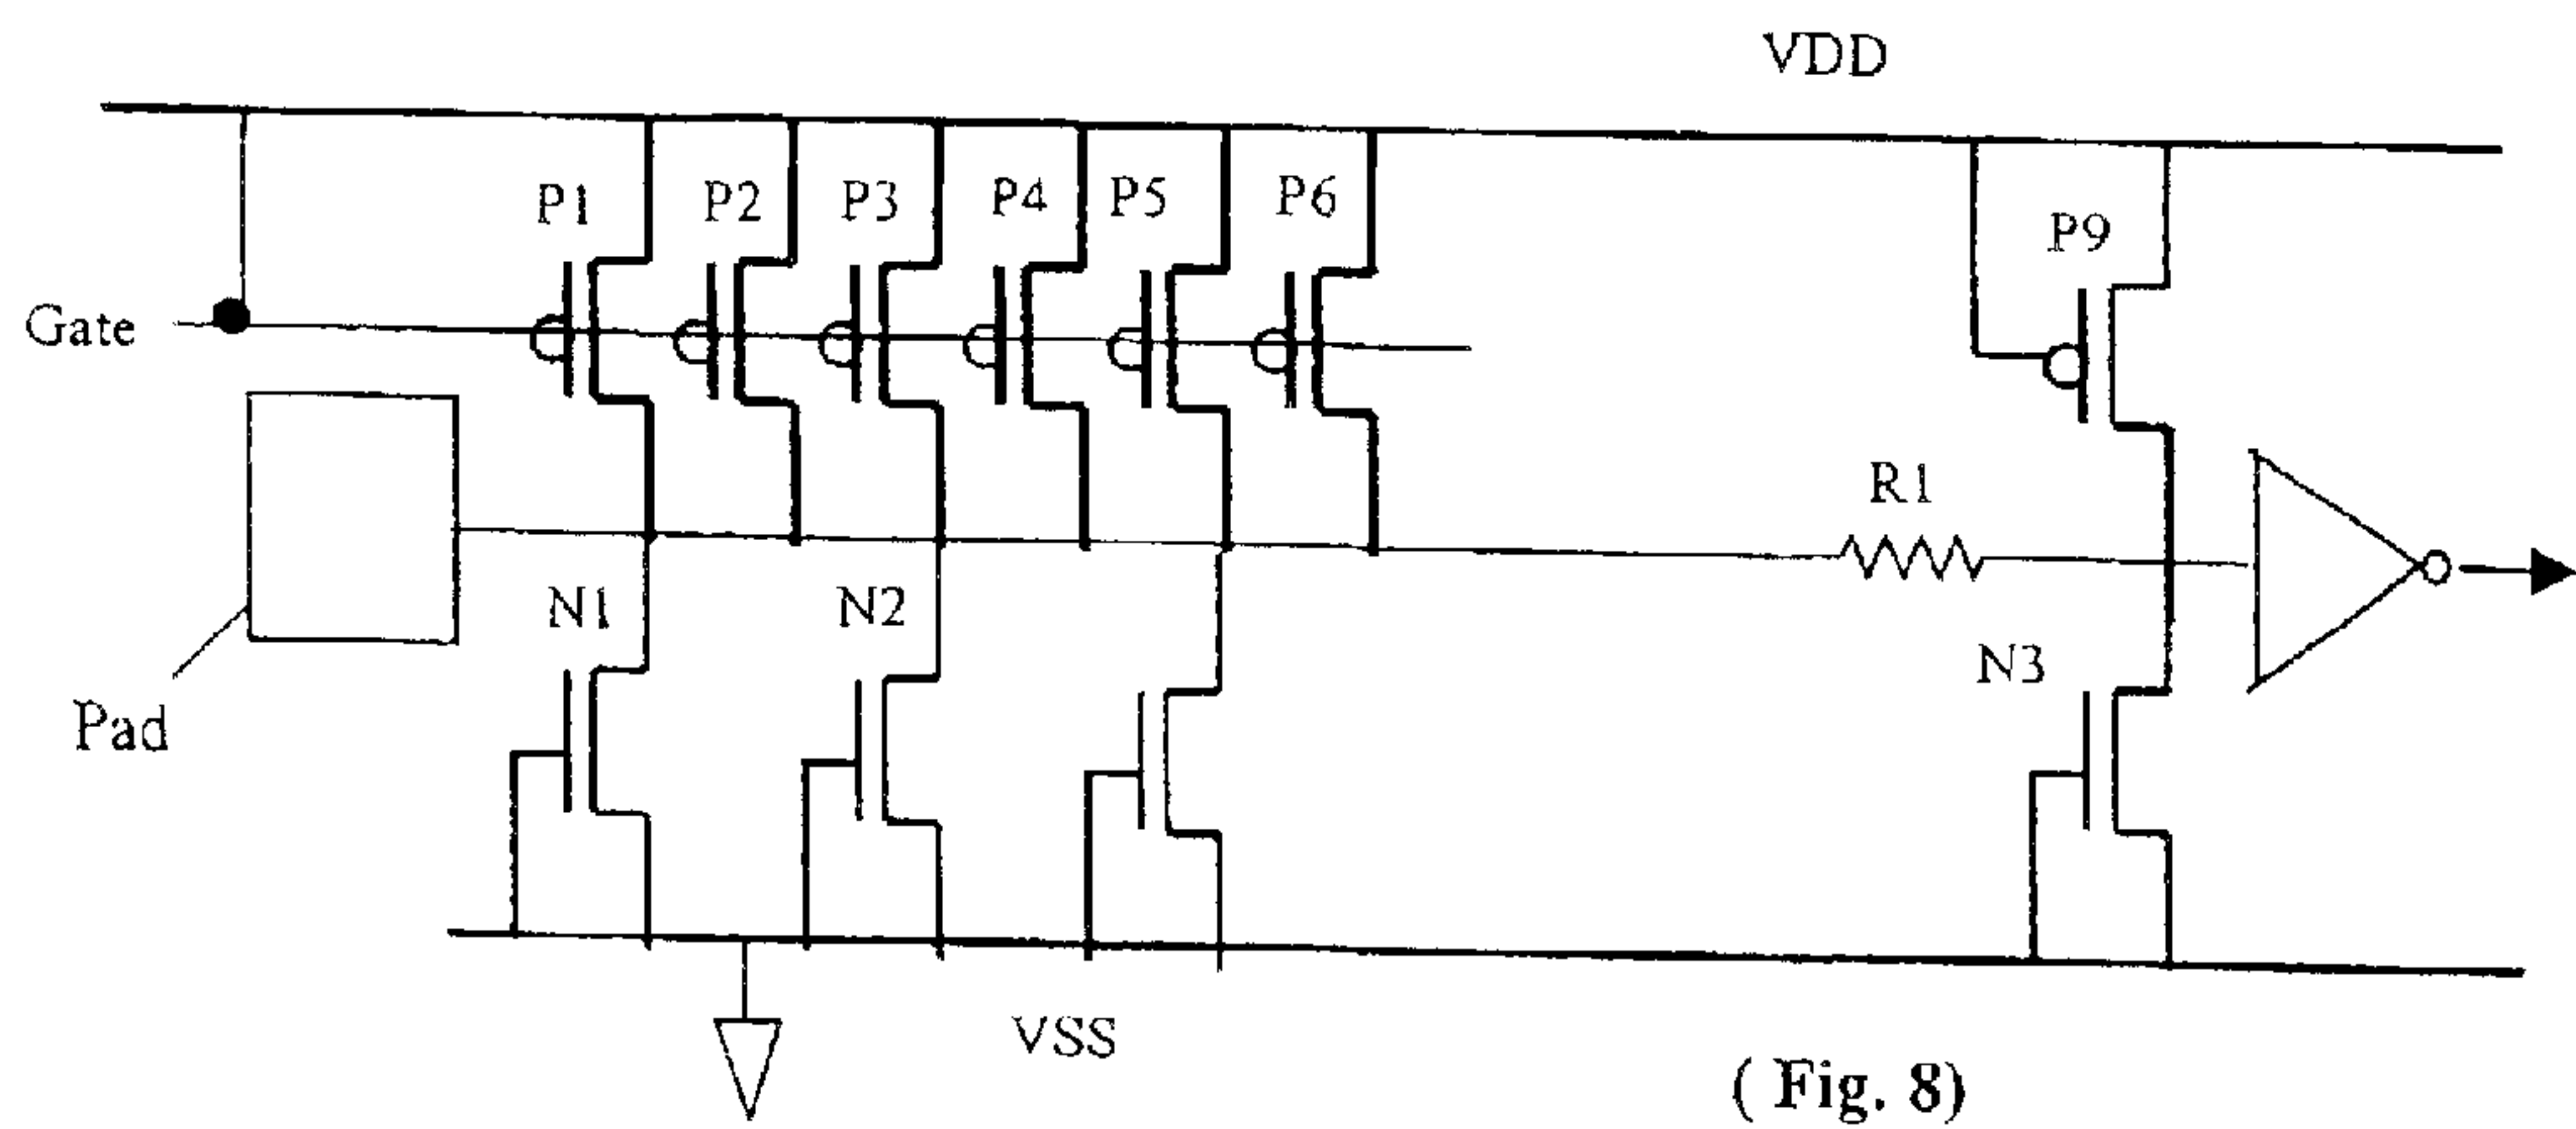 VDD
P1
P2
P3
P4
P5
P6
P9
Gate
R1
N1
N2
N3
Pad
VSS
( Fig. 8)